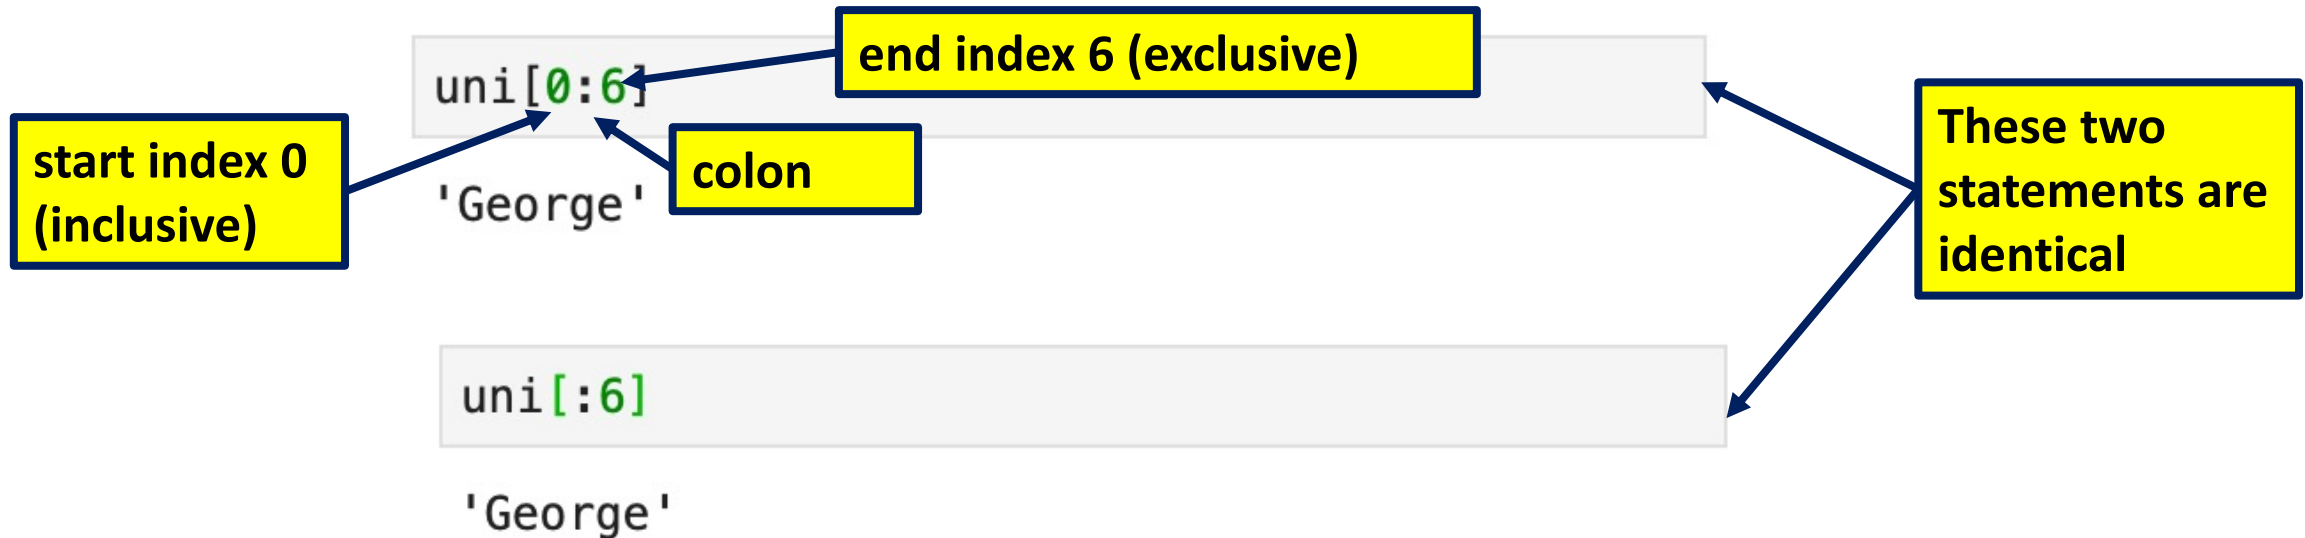 end index 6 (exclusive)
uni[0:6]
start index 0
(inclusive)
colon
'George'
These two
statements are
identical
uni[:6]
'George'